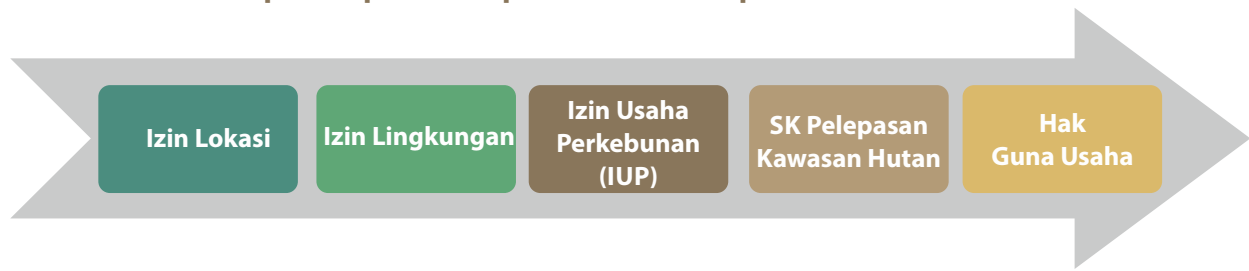 Izin Lokasi
Izin Lingkungan
Izin Usaha
Perkebunan
(IUP)
SK Pelepasan
Kawasan Hutan
Hak
Guna Usaha